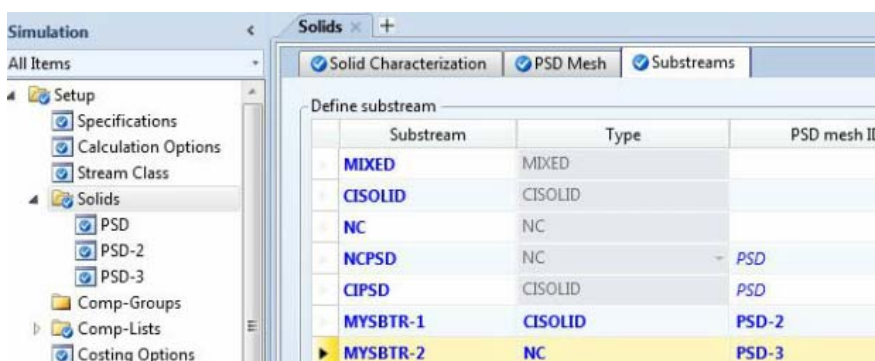 Simulation
All Items
Setup
Specifications
Calculation Options
Stream Class
Solids
PSD
PSD-2
PSD-3
Comp-Groups
Comp-Lists
Costing Options
Solids
Solid Characterization PSD Mesh Substreams
Define substream
Substream Type PSD mesh
MIXED MIXED
CISOLID CISOLID
NC NC
NCPSD NC PSD
CIPSD CISOLID PSD
MYSBTR-1 CISOLID PSD-2
MYSBTR-2 NC PSD-3